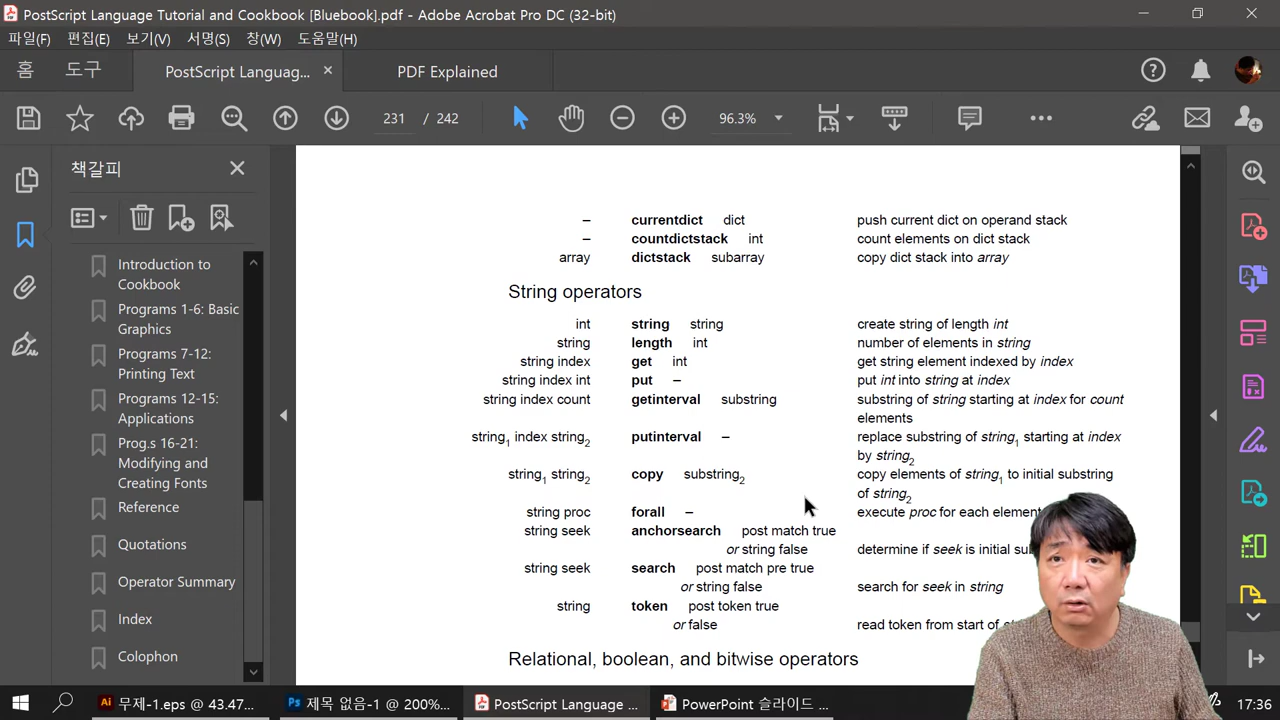 PostScript Language Tutorial and Cookbook [Bluebook].pdf - Adobe Acrobat Pro DC (32-bit)
파일(F) 편집(E) 보기(V) 서명(S) 창(W) 도움말(H)
홈 도구 PostScript Languag... PDF Explained
231 / 242 96.3%
책갈피
Introduction to
Cookbook
Programs 1-6: Basic
Graphics
Programs 7-12:
Printing Text
Programs 12-15:
Applications
Prog.s 16-21:
Modifying and
Creating Fonts
Reference
Quotations
Operator Summary
Index
Colophon
– currentdict dict push current dict on operand stack
– countdictstack int count elements on dict stack
array dictstack subarray copy dict stack into array
String operators
int string string create string of length int
string length int number of elements in string
string index get int get string element indexed by index
string index int put – put int into string at index
string index count getinterval substring substring of string starting at index for count
elements
string1 index string2 putinterval – replace substring of string1 starting at index
by string2
string1 string2 copy substring2 copy elements of string1 to initial substring
of string2
string proc forall – execute proc for each element
string seek anchorsearch post match true
or string false determine if seek is initial
string seek search post match pre true
or string false search for seek in string
string token post token true
or false read token from start of
Relational, boolean, and bitwise operators
Ai 무제-1.eps @ 43.47... Ps 제목 없음-1 @ 200%... PostScript Language ... PowerPoint 슬라이드 ... 17:36